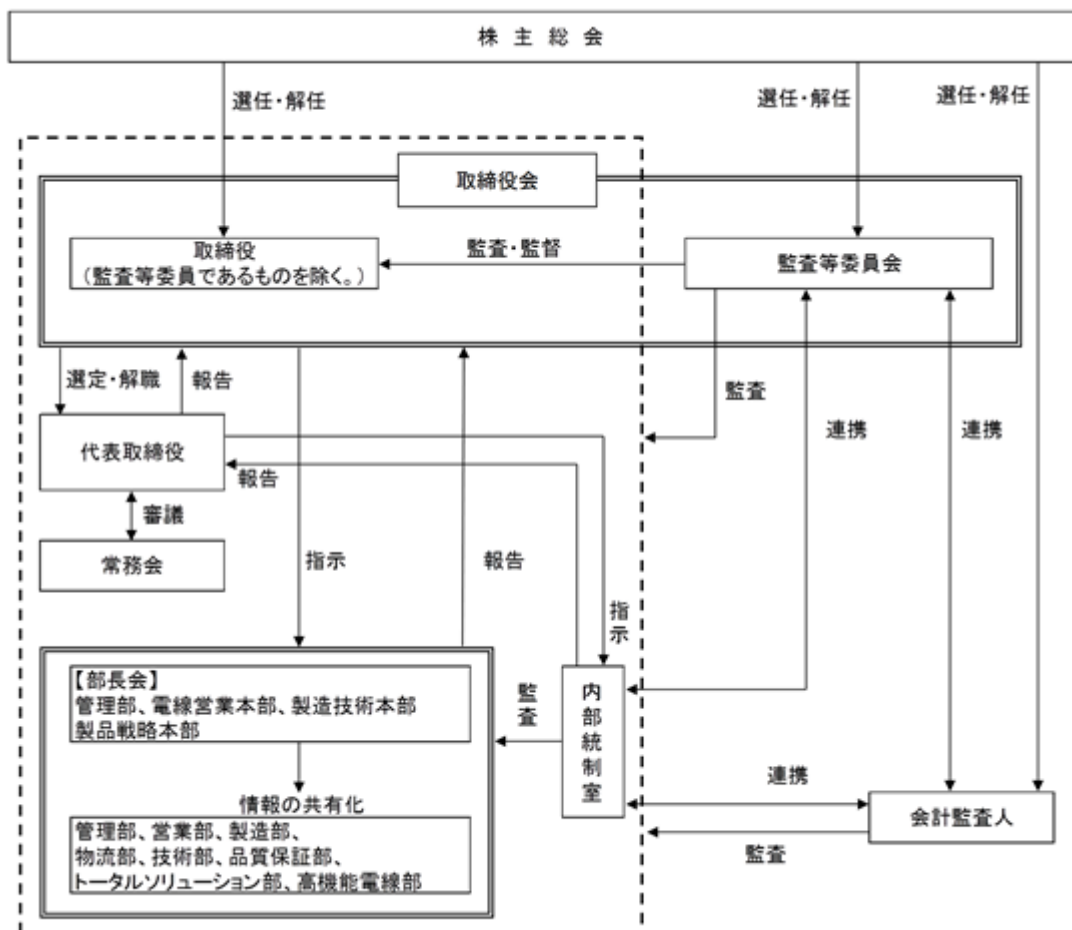 株主総会
選任・解任
選任・解任
選任・解任
取締役会
取締役
（監査等委員であるものを除く。）
監査・監督
監査等委員会
選定・解職
報告
監査
連携
連携
代表取締役
報告
審議
常務会
指示
報告
指示
【部長会】
管理部、電線営業本部、製造技術本部
製品戦略本部
監査
内部統制室
情報の共有化
連携
会計監査人
管理部、営業部、製造部、
物流部、技術部、品質保証部、
トータルソリューション部、高機能電線部
監査